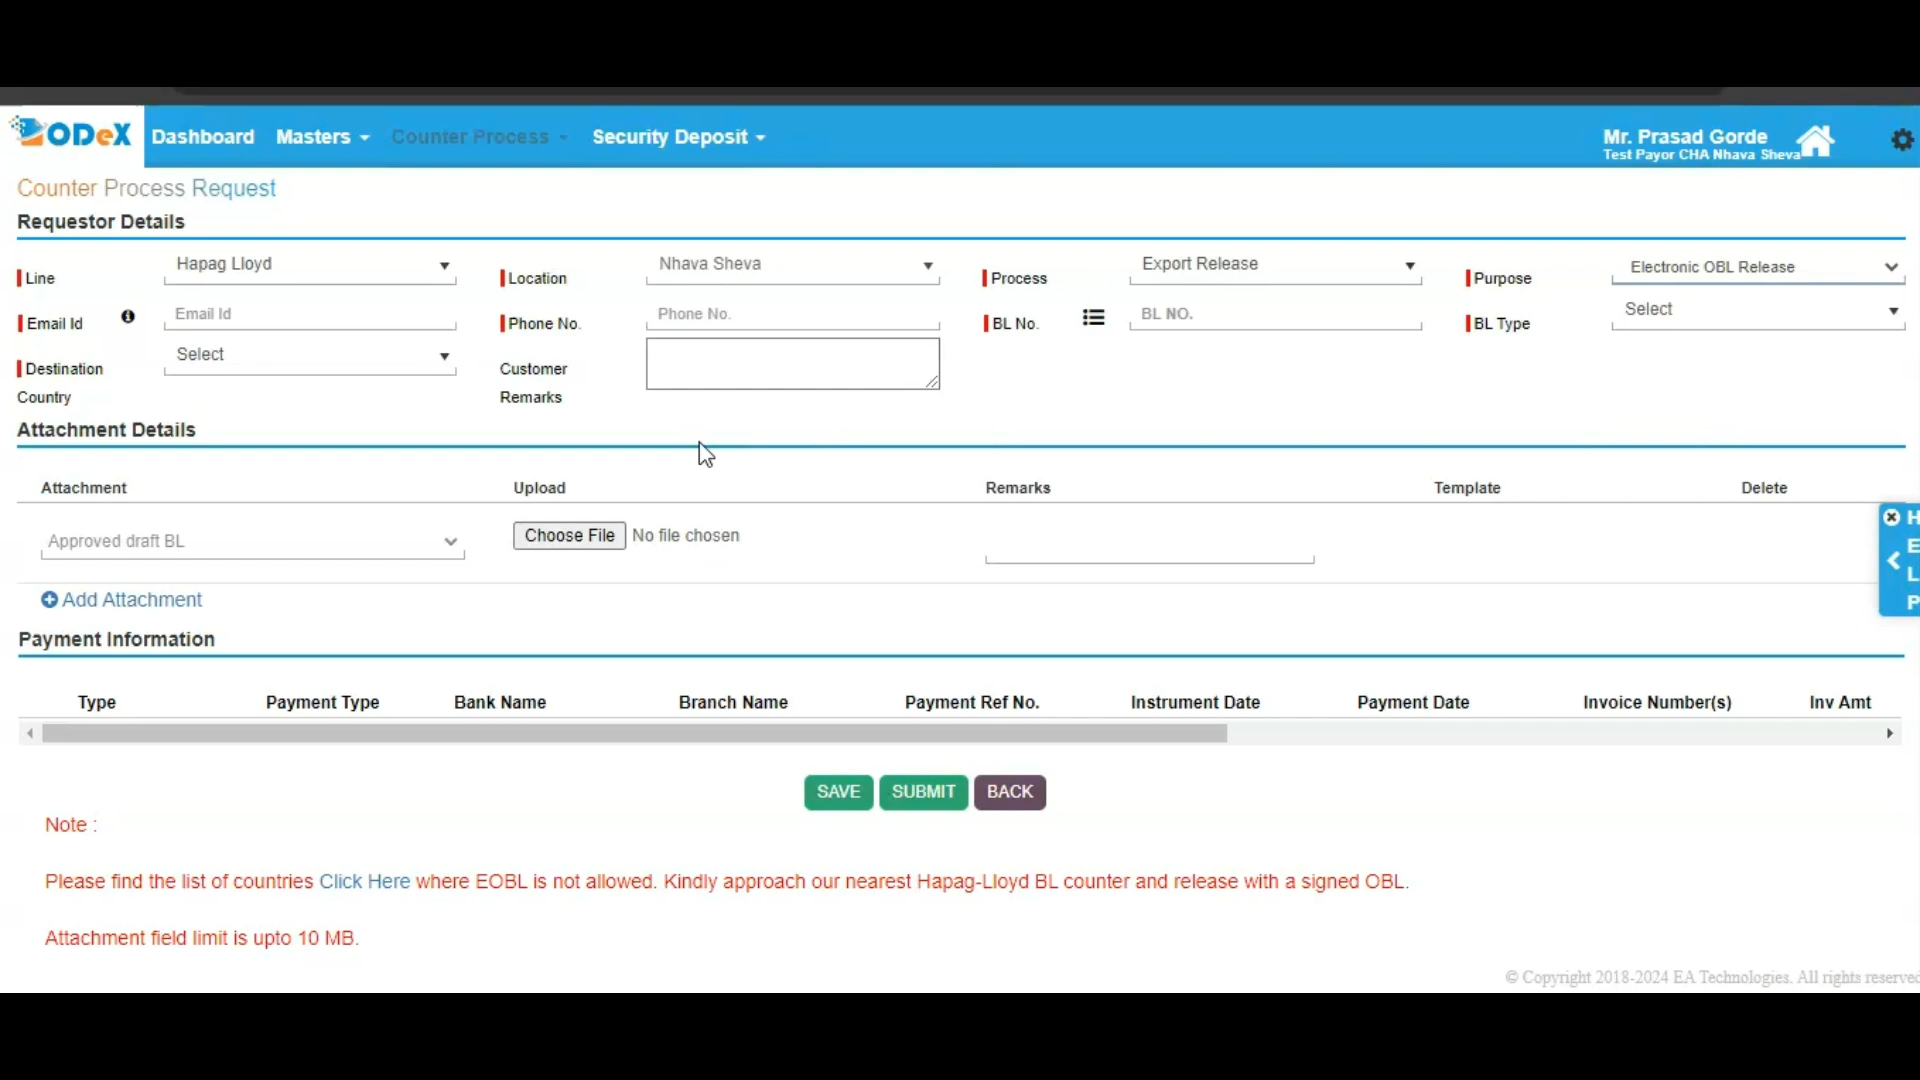 ODeX Dashboard Masters Counter Process Security Deposit Mr. Prasad Gorde
Test Payor CHA Nhava Sheva
Counter Process Request
Requestor Details
Line Hapag Lloyd Location Nhava Sheva Process Export Release Purpose Electronic OBL Release
Email Id Email Id Phone No. Phone No. BL No. BL NO. BL Type Select
Destination Country Select Customer Remarks
Attachment Details
Attachment Upload Remarks Template Delete
Approved draft BL Choose File No file chosen
Add Attachment
Payment Information
Type Payment Type Bank Name Branch Name Payment Ref No. Instrument Date Payment Date Invoice Number(s) Inv Amt
SAVE SUBMIT BACK
Note :
Please find the list of countries Click Here where EOBL is not allowed. Kindly approach our nearest Hapag-Lloyd BL counter and release with a signed OBL.
Attachment field limit is upto 10 MB.
H
E
L
P
© Copyright 2018-2024 EA Technologies. All rights reserved